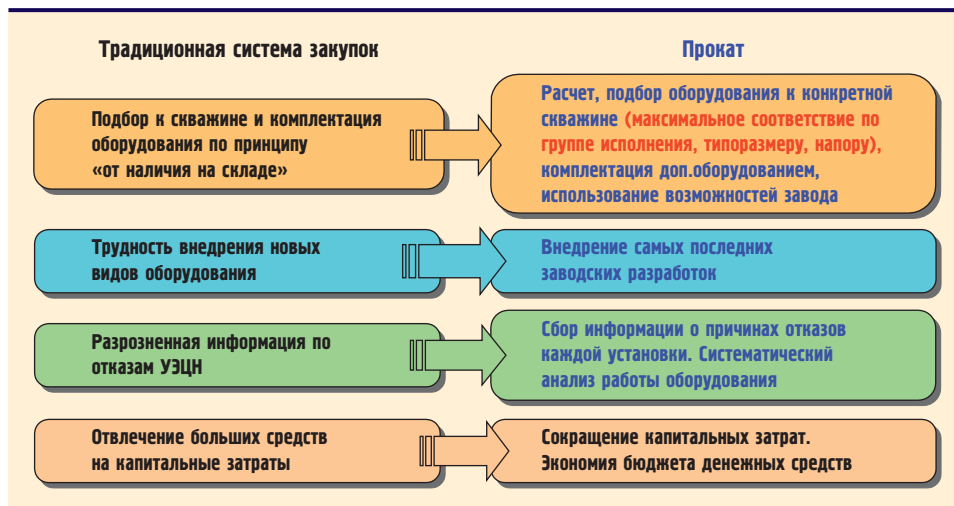 Традиционная система закупок
Прокат
Подбор к скважине и комплектация
оборудования по принципу
«от наличия на складе»
Расчет, подбор оборудования к конкретной
скважине (максимальное соответствие по
группе исполнения, типоразмеру, напору),
комплектация доп.оборудованием,
использование возможностей завода
Трудность внедрения новых
видов оборудования
Внедрение самых последних
заводских разработок
Разрозненная информация по
отказам УЭЦН
Сбор информации о причинах отказов
каждой установки. Систематический
анализ работы оборудования
Отвлечение больших средств
на капитальные затраты
Сокращение капитальных затрат.
Экономия бюджета денежных средств